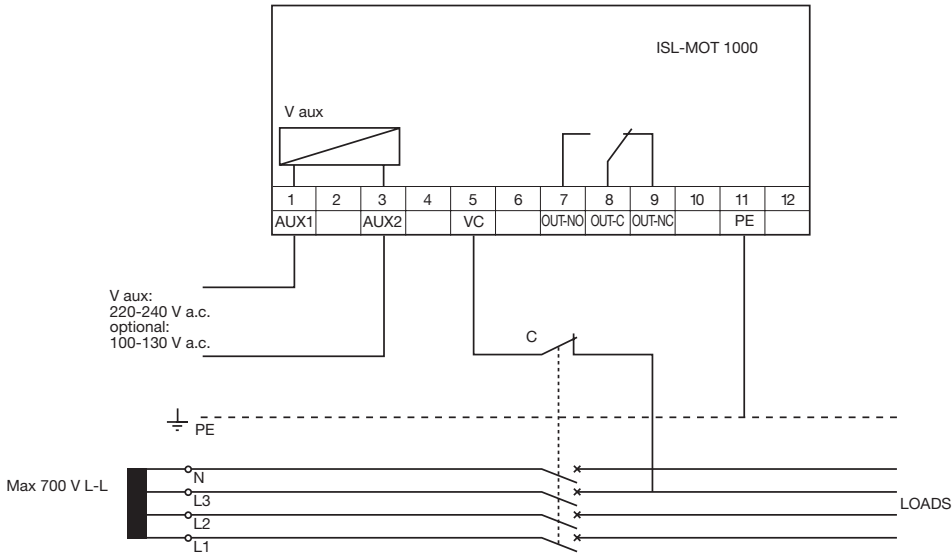 ISL-MOT 1000
V aux
1 2 3 4 5 6 7 8 9 10 11 12
AUX1 AUX2 VC OUT-NO OUT-C OUT-NC PE
V aux:
220-240 V a.c.
optional:
100-130 V a.c.
C
PE
N
Max 700 V L-L
L3
LOADS
L2
L1